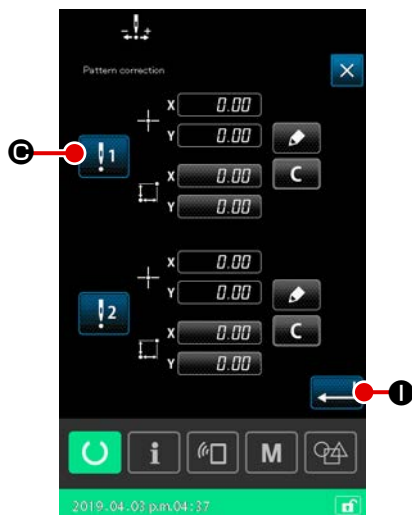 Pattern correction
X 0.00
Y 0.00
C 1
X 0.00 C
Y 0.00
X 0.00
Y 0.00
2
X 0.00 C
Y 0.00
I
i M
2019.04.03 p.m.04:37